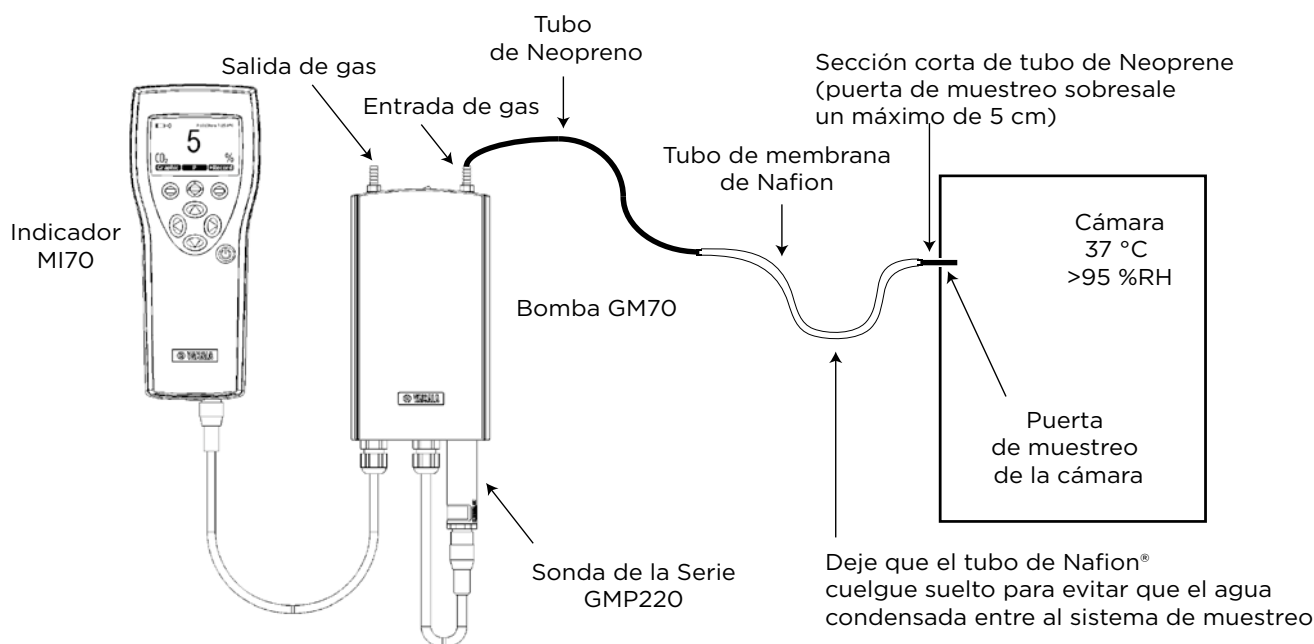 Tubo
de Neopreno
Salida de gas
Entrada de gas
Sección corta de tubo de Neoprene
(puerta de muestreo sobresale
un máximo de 5 cm)
Tubo de membrana
de Nafion
5
CO₂
%
Indicador
MI70
Cámara
37 °C
>95 %RH
Bomba GM70
VAISALA
VAISALA
Puerta
de muestreo
de la cámara
Sonda de la Serie
GMP220
Deje que el tubo de Nafion®
cuelgue suelto para evitar que el agua
condensada entre al sistema de muestreo